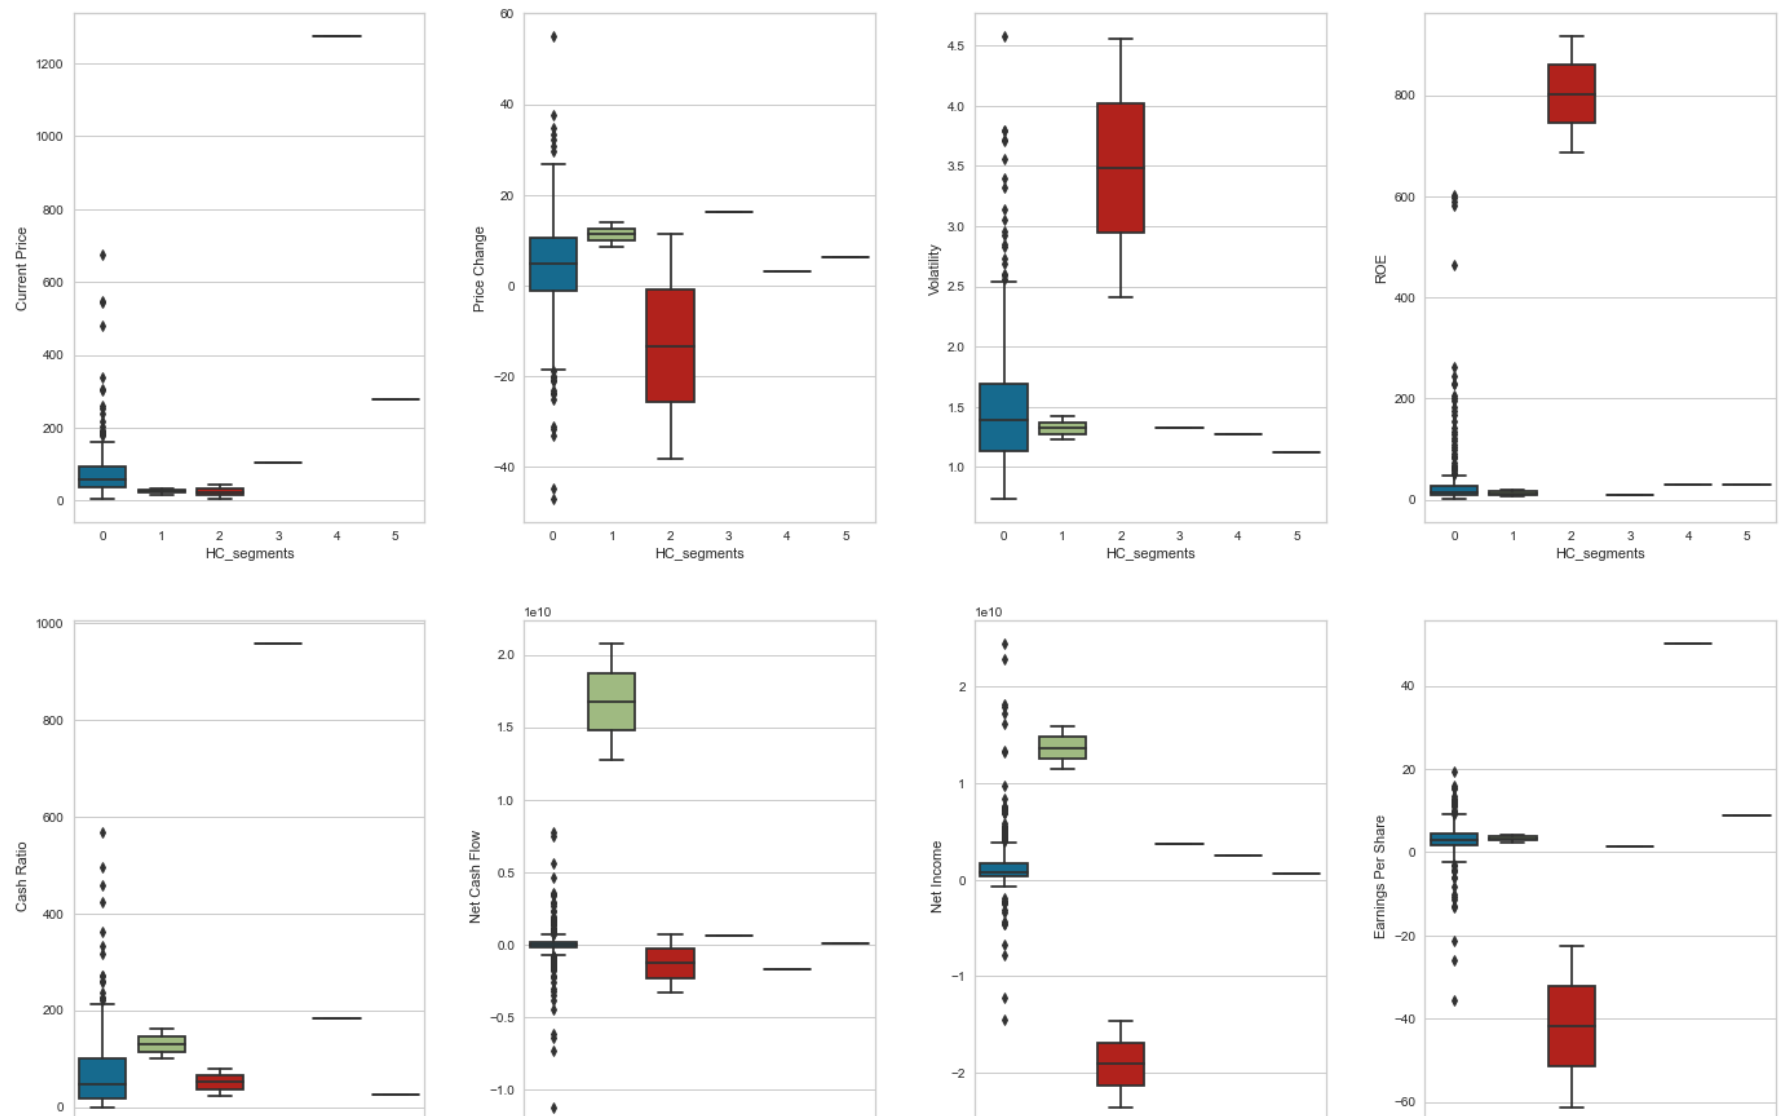 Current Price
1200
1000
800
600
400
200
0
0 1 2 3 4 5
HC_segments
Price Change
60
40
20
0
−20
−40
0 1 2 3 4 5
HC_segments
Volatility
4.5
4.0
3.5
3.0
2.5
2.0
1.5
1.0
0 1 2 3 4 5
HC_segments
ROE
800
600
400
200
0
0 1 2 3 4 5
HC_segments
Cash Ratio
1000
800
600
400
200
0
1e10
Net Cash Flow
2.0
1.5
1.0
0.5
0.0
−0.5
−1.0
1e10
Net Income
2
1
0
−1
−2
Earnings Per Share
40
20
0
−20
−40
−60